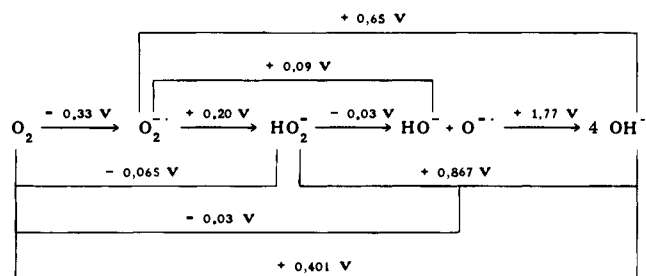 + 0,65 V
+ 0,09 V
O₂ − 0,33 V → O₂⁻˙ + 0,20 V → HO₂⁻ − 0,03 V → HO⁻ + O⁻˙ + 1,77 V → 4 OH⁻
− 0,065 V + 0,867 V
− 0,03 V
+ 0,401 V